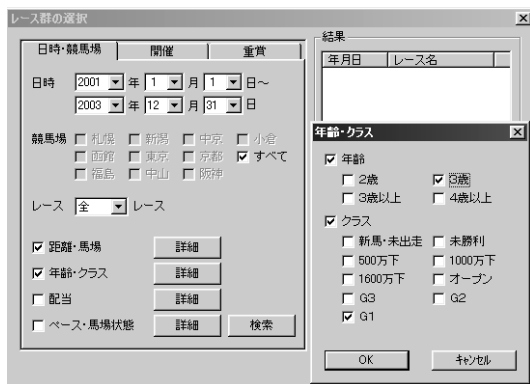 レース群の選択
日時・競馬場 開催 重賞
日時 2001 年 1 月 1 日～
2003 年 12 月 31 日
競馬場 札幌 新潟 中京 小倉
函館 東京 京都 すべて
福島 中山 阪神
レース 全 レース
距離・馬場 詳細
年齢・クラス 詳細
配当 詳細
ペース・馬場状態 詳細 検索
結果
年月日 レース名
年齢・クラス
年齢
2歳 3歳
3歳以上 4歳以上
クラス
新馬・未出走 未勝利
500万下 1000万下
1600万下 オープン
G3 G2
G1
OK キャンセル